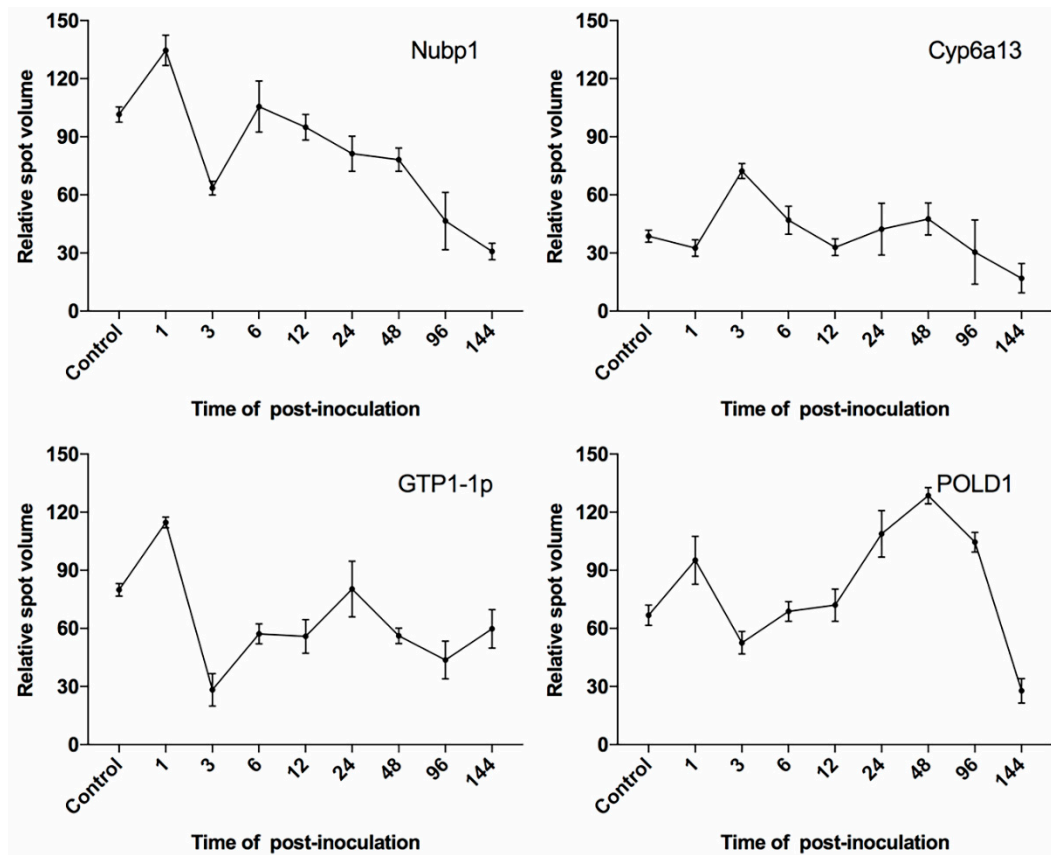 Nubp1
Relative spot volume
150
120
90
60
30
0
Control 1 3 6 12 24 48 96 144
Time of post-inoculation
Cyp6a13
Relative spot volume
150
120
90
60
30
0
Control 1 3 6 12 24 48 96 144
Time of post-inoculation
GTP1-1p
Relative spot volume
150
120
90
60
30
0
Control 1 3 6 12 24 48 96 144
Time of post-inoculation
POLD1
Relative spot volume
150
120
90
60
30
0
Control 1 3 6 12 24 48 96 144
Time of post-inoculation